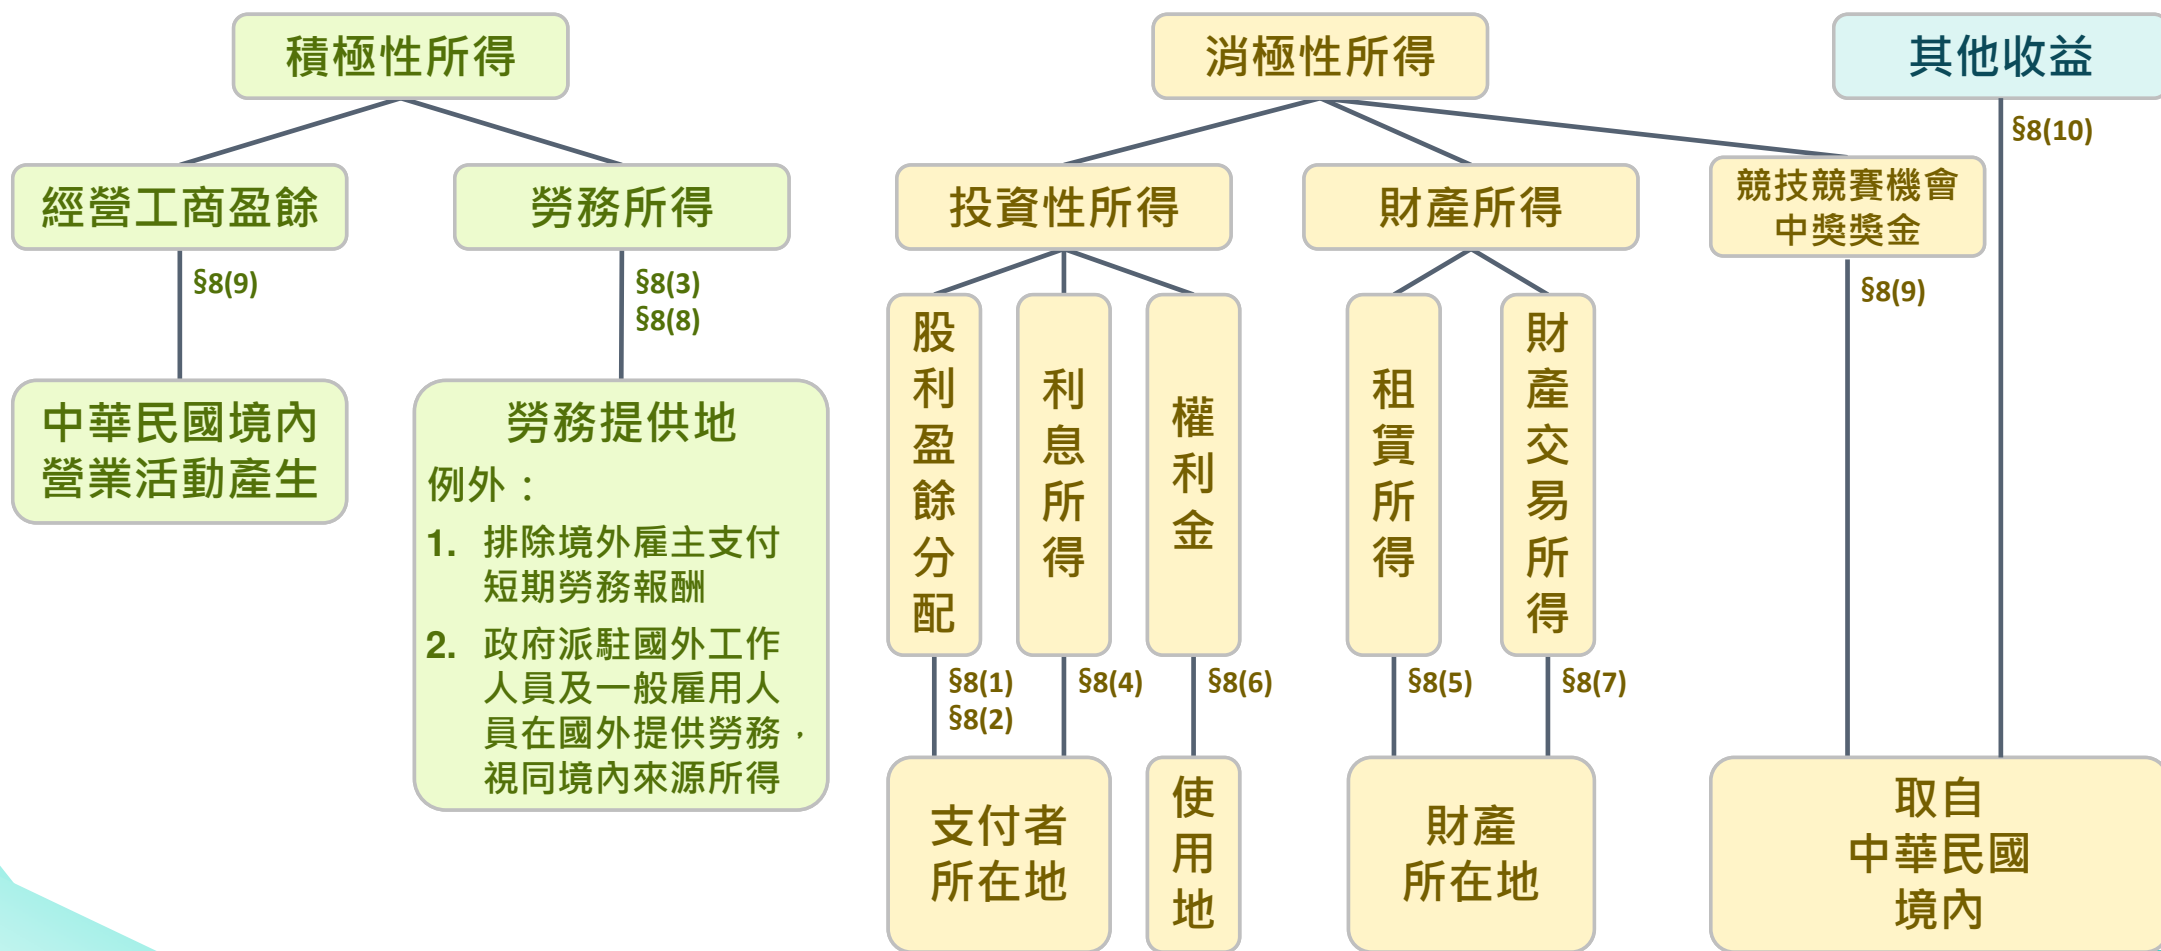 積極性所得
經營工商盈餘
§8(9)
中華民國境內
營業活動產生
勞務所得
§8(3)
§8(8)
勞務提供地
例外：
1. 排除境外雇主支付
短期勞務報酬
2. 政府派駐國外工作
人員及一般雇用人
員在國外提供勞務，
視同境內來源所得
消極性所得
投資性所得
股利盈餘分配
§8(1)
§8(2)
利息所得
§8(4)
支付者
所在地
權利金
§8(6)
使用地
財產所得
租賃所得
§8(5)
財產交易所得
§8(7)
財產
所在地
競技競賽機會
中獎獎金
§8(9)
其他收益
§8(10)
取自
中華民國
境內